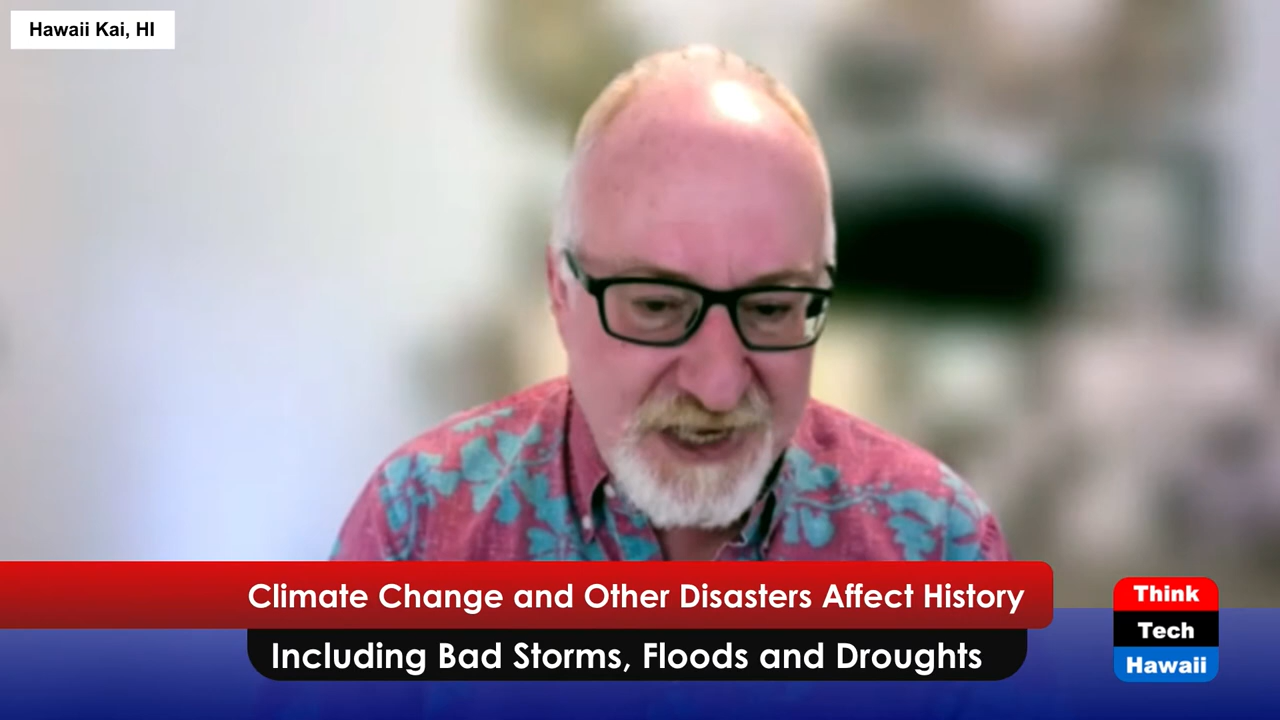 Hawaii Kai, HI
Climate Change and Other Disasters Affect History
Including Bad Storms, Floods and Droughts
Think
Tech
Hawaii